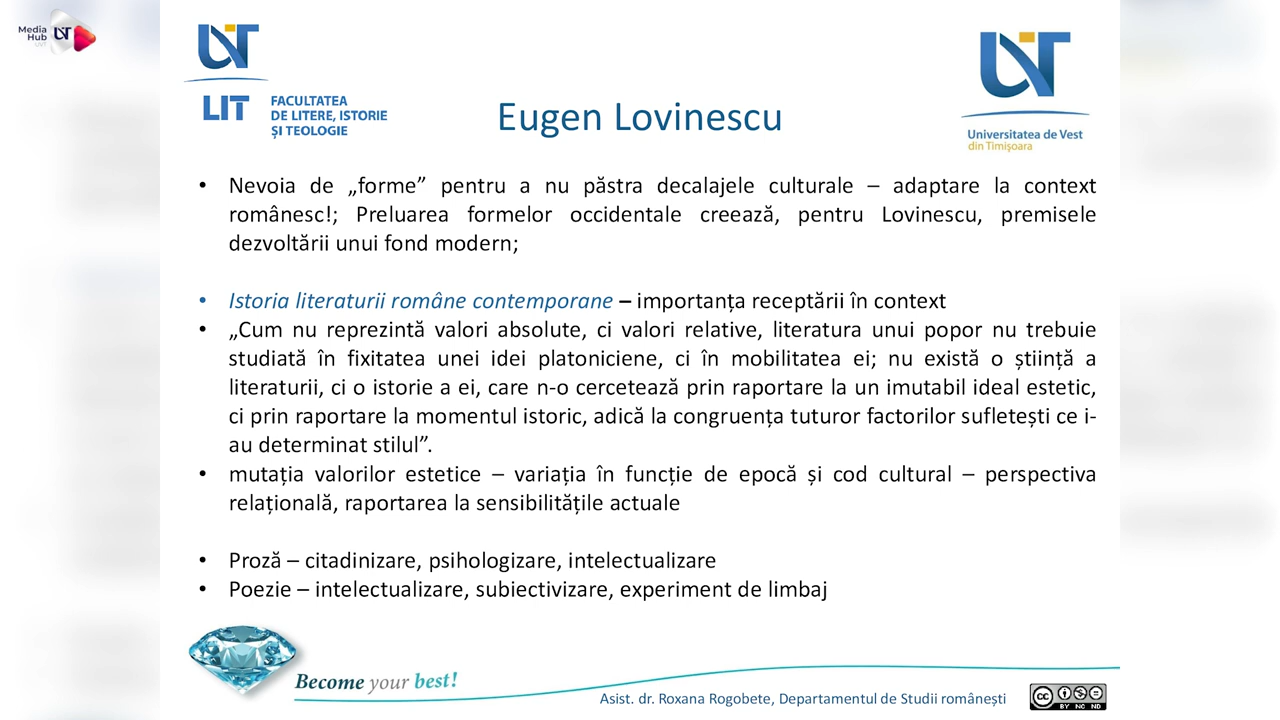 Media
Hub
UVT
LIT
FACULTATEA
DE LITERE, ISTORIE
ȘI TEOLOGIE
Eugen Lovinescu
Universitatea de Vest
din Timişoara
• Nevoia de „forme” pentru a nu păstra decalajele culturale – adaptare la context
românesc!; Preluarea formelor occidentale creează, pentru Lovinescu, premisele
dezvoltării unui fond modern;
• Istoria literaturii române contemporane – importanța receptării în context
• „Cum nu reprezintă valori absolute, ci valori relative, literatura unui popor nu trebuie
studiată în fixitatea unei idei platoniciene, ci în mobilitatea ei; nu există o știință a
literaturii, ci o istorie a ei, care n-o cercetează prin raportare la un imutabil ideal estetic,
ci prin raportare la momentul istoric, adică la congruența tuturor factorilor sufletești ce i-
au determinat stilul”.
• mutația valorilor estetice – variația în funcție de epocă și cod cultural – perspectiva
relațională, raportarea la sensibilitățile actuale
• Proză – citadinizare, psihologizare, intelectualizare
• Poezie – intelectualizare, subiectivizare, experiment de limbaj
Become your best!
Asist. dr. Roxana Rogobete, Departamentul de Studii românești
cc
BY NC ND